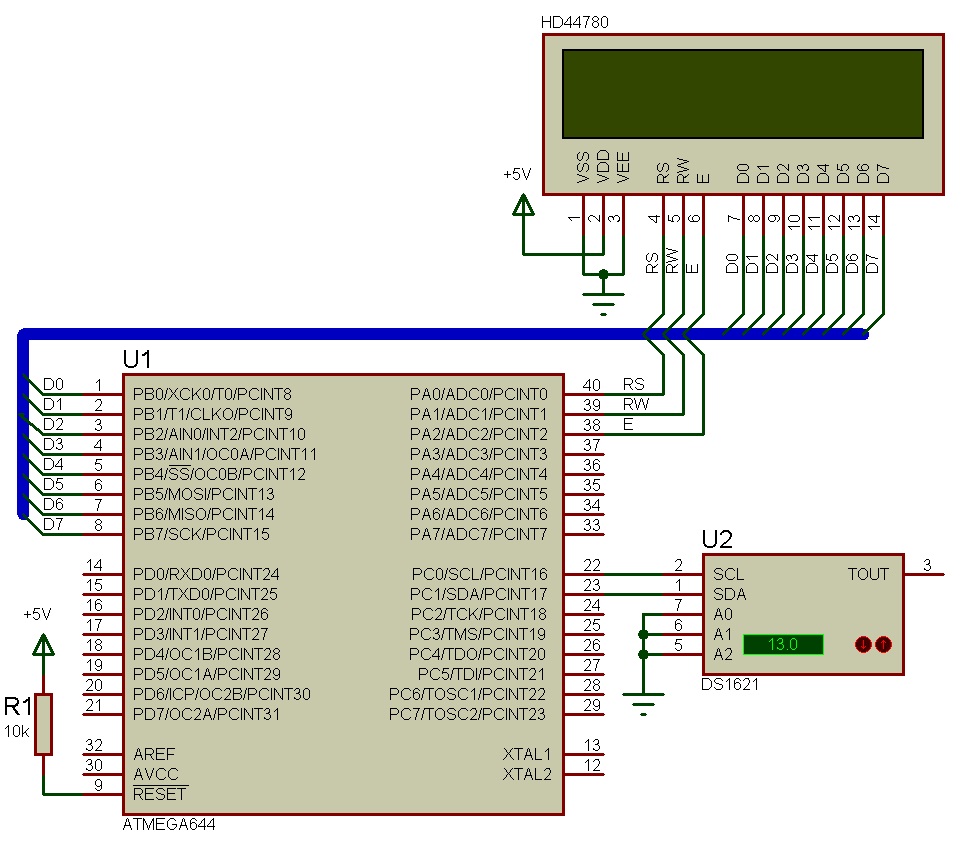 HD44780
VSS VDD VEE RS RW E D0 D1 D2 D3 D4 D5 D6 D7
+5V
1 2 3 4 5 6 7 8 9 10 11 12 13 14
RS RW E D0 D1 D2 D3 D4 D5 D6 D7
U1
D0 1 PB0/XCK0/T0/PCINT8 PA0/ADC0/PCINT0 40 RS
D1 2 PB1/T1/CLKO/PCINT9 PA1/ADC1/PCINT1 39 RW
D2 3 PB2/AIN0/INT2/PCINT10 PA2/ADC2/PCINT2 38 E
D3 4 PB3/AIN1/OC0A/PCINT11 PA3/ADC3/PCINT3 37
D4 5 PB4/SS/OC0B/PCINT12 PA4/ADC4/PCINT4 36
D5 6 PB5/MOSI/PCINT13 PA5/ADC5/PCINT5 35
D6 7 PB6/MISO/PCINT14 PA6/ADC6/PCINT6 34
D7 8 PB7/SCK/PCINT15 PA7/ADC7/PCINT7 33
U2
14 PD0/RXD0/PCINT24 PC0/SCL/PCINT16 22 2 SCL TOUT 3
15 PD1/TXD0/PCINT25 PC1/SDA/PCINT17 23 1 SDA
16 PD2/INT0/PCINT26 PC2/TCK/PCINT18 24 7 A0
+5V
17 PD3/INT1/PCINT27 PC3/TMS/PCINT19 25 6 A1
13.0
18 PD4/OC1B/PCINT28 PC4/TDO/PCINT20 26 5 A2
19 PD5/OC1A/PCINT29 PC5/TDI/PCINT21 27
DS1621
20 PD6/ICP/OC2B/PCINT30 PC6/TOSC1/PCINT22 28
21 PD7/OC2A/PCINT31 PC7/TOSC2/PCINT23 29
R1
10k
32 AREF XTAL1 13
30 AVCC XTAL2 12
9 RESET
ATMEGA644